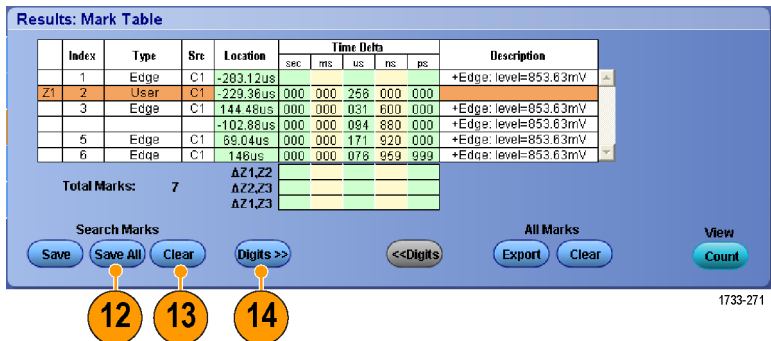 Results: Mark Table
Index Type Src Location Time Delta Description
sec ms us ns ps
1 Edge C1 -283.12us +Edge: level=853.63mV
Z1 2 User C1 -229.36us 000 000 256 000 000
3 Edge C1 144.48us 000 000 031 600 000 +Edge: level=853.63mV
-102.88us 000 000 094 880 000 +Edge: level=853.63mV
5 Edge C1 69.04us 000 000 171 920 000 +Edge: level=853.63mV
6 Edge C1 146us 000 000 076 959 999 +Edge: level=853.63mV
ΔZ1,Z2
Total Marks: 7 ΔZ2,Z3
ΔZ1,Z3
Search Marks All Marks View
Save Save All Clear Digits >> <<Digits Export Clear Count
12 13 14
1733-271